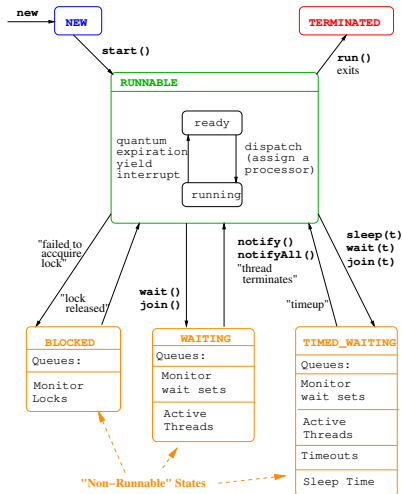 new
NEW
TERMINATED
start()
run()
exits
RUNNABLE
ready
quantum
expiration
yield
interrupt
dispatch
(assign a
processor)
running
"failed to
accquire
lock"
"lock
released"
wait()
join()
notify()
notifyAll()
"thread
terminates"
"timeup"
sleep(t)
wait(t)
join(t)
BLOCKED
Queues:
Monitor
Locks
WAITING
Queues:
Monitor
wait sets
Active
Threads
TIMED_WAITING
Queues:
Monitor
wait sets
Active
Threads
Timeouts
Sleep Time
"Non−Runnable" States